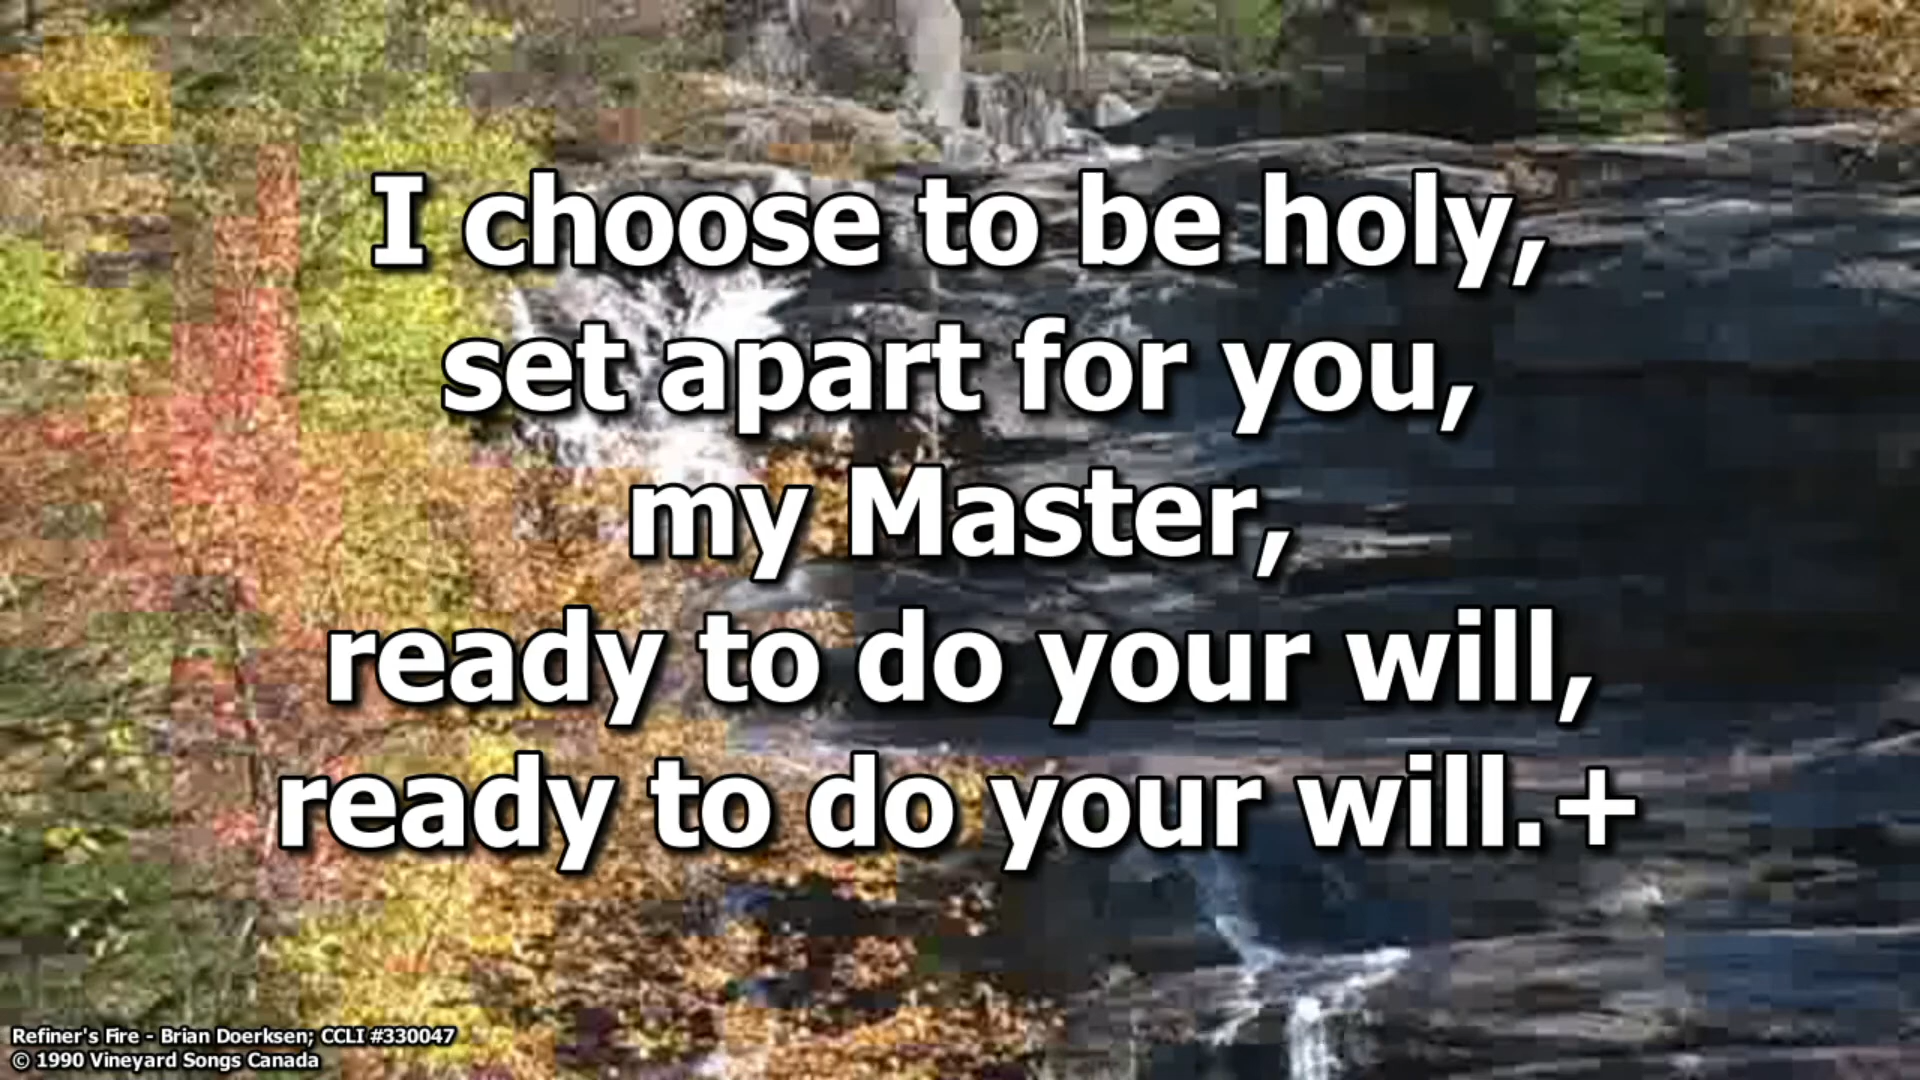 I choose to be holy,
set apart for you,
my Master,
ready to do your will,
ready to do your will.+
Refiner's Fire - Brian Doerksen; CCLI #330047
© 1990 Vineyard Songs Canada